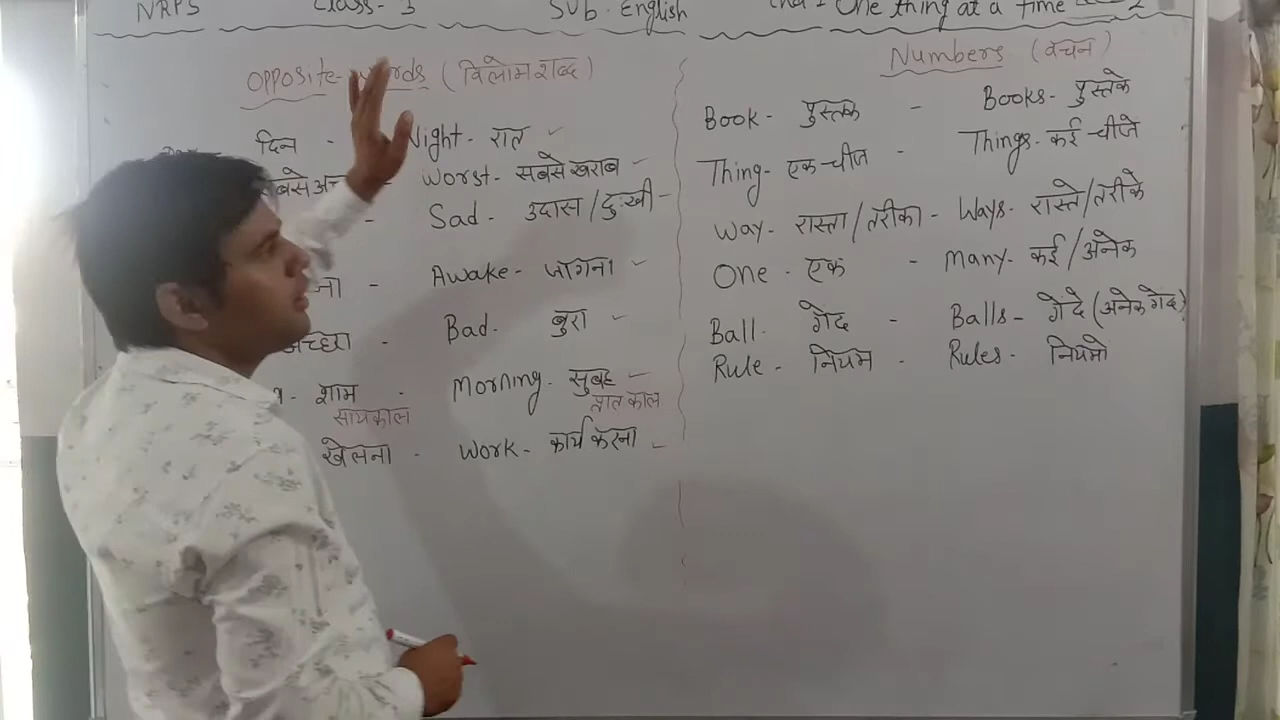 NRPS Class- 3 Sub. English One thing at a time
Opposite-words (विलोम शब्द)
दिन - Night - रात
Worst - सबसे खराब
- Sad - उदास / दुःखी
- Awake - जागना
- Bad - बुरा
शाम - Morning - सुबह
सायकाल
खेलना - Work - कार्य करना
Numbers (वचन)
Book - पुस्तक - Books - पुस्तके
Thing - एक चीज - Things - कई चीजे
Way - रास्ता / तरीका - Ways - रास्ते / तरीके
One - एक - Many - कई / अनेक
Ball - गेद - Balls - गेदे (अनेक गेद)
Rule - नियम - Rules - नियमो